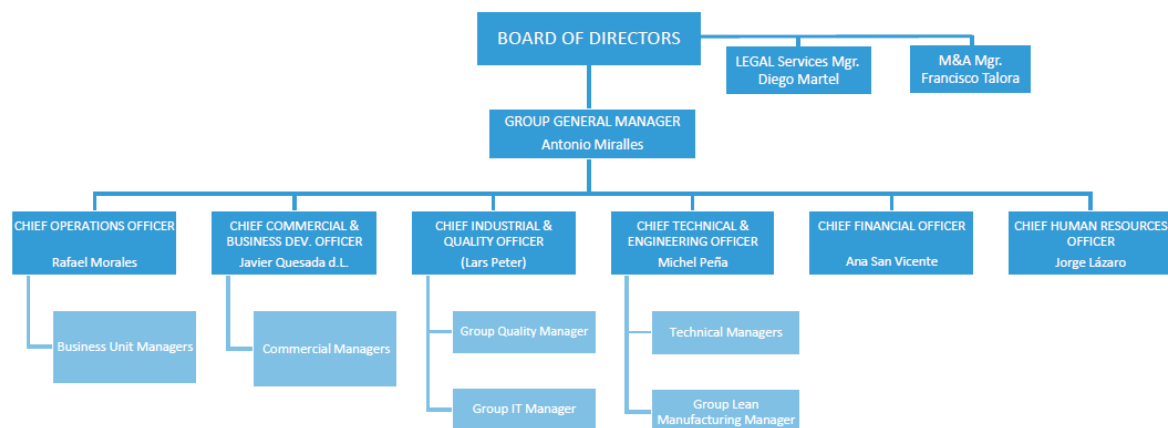 BOARD OF DIRECTORS
LEGAL Services Mgr.
Diego Martel
M&A Mgr.
Francisco Talora
GROUP GENERAL MANAGER
Antonio Miralles
CHIEF OPERATIONS OFFICER
Rafael Morales
CHIEF COMMERCIAL &
BUSINESS DEV. OFFICER
Javier Quesada d.L.
CHIEF INDUSTRIAL &
QUALITY OFFICER
(Lars Peter)
CHIEF TECHNICAL &
ENGINEERING OFFICER
Michel Peña
CHIEF FINANCIAL OFFICER
Ana San Vicente
CHIEF HUMAN RESOURCES
OFFICER
Jorge Lázaro
Business Unit Managers
Commercial Managers
Group Quality Manager
Technical Managers
Group IT Manager
Group Lean
Manufacturing Manager